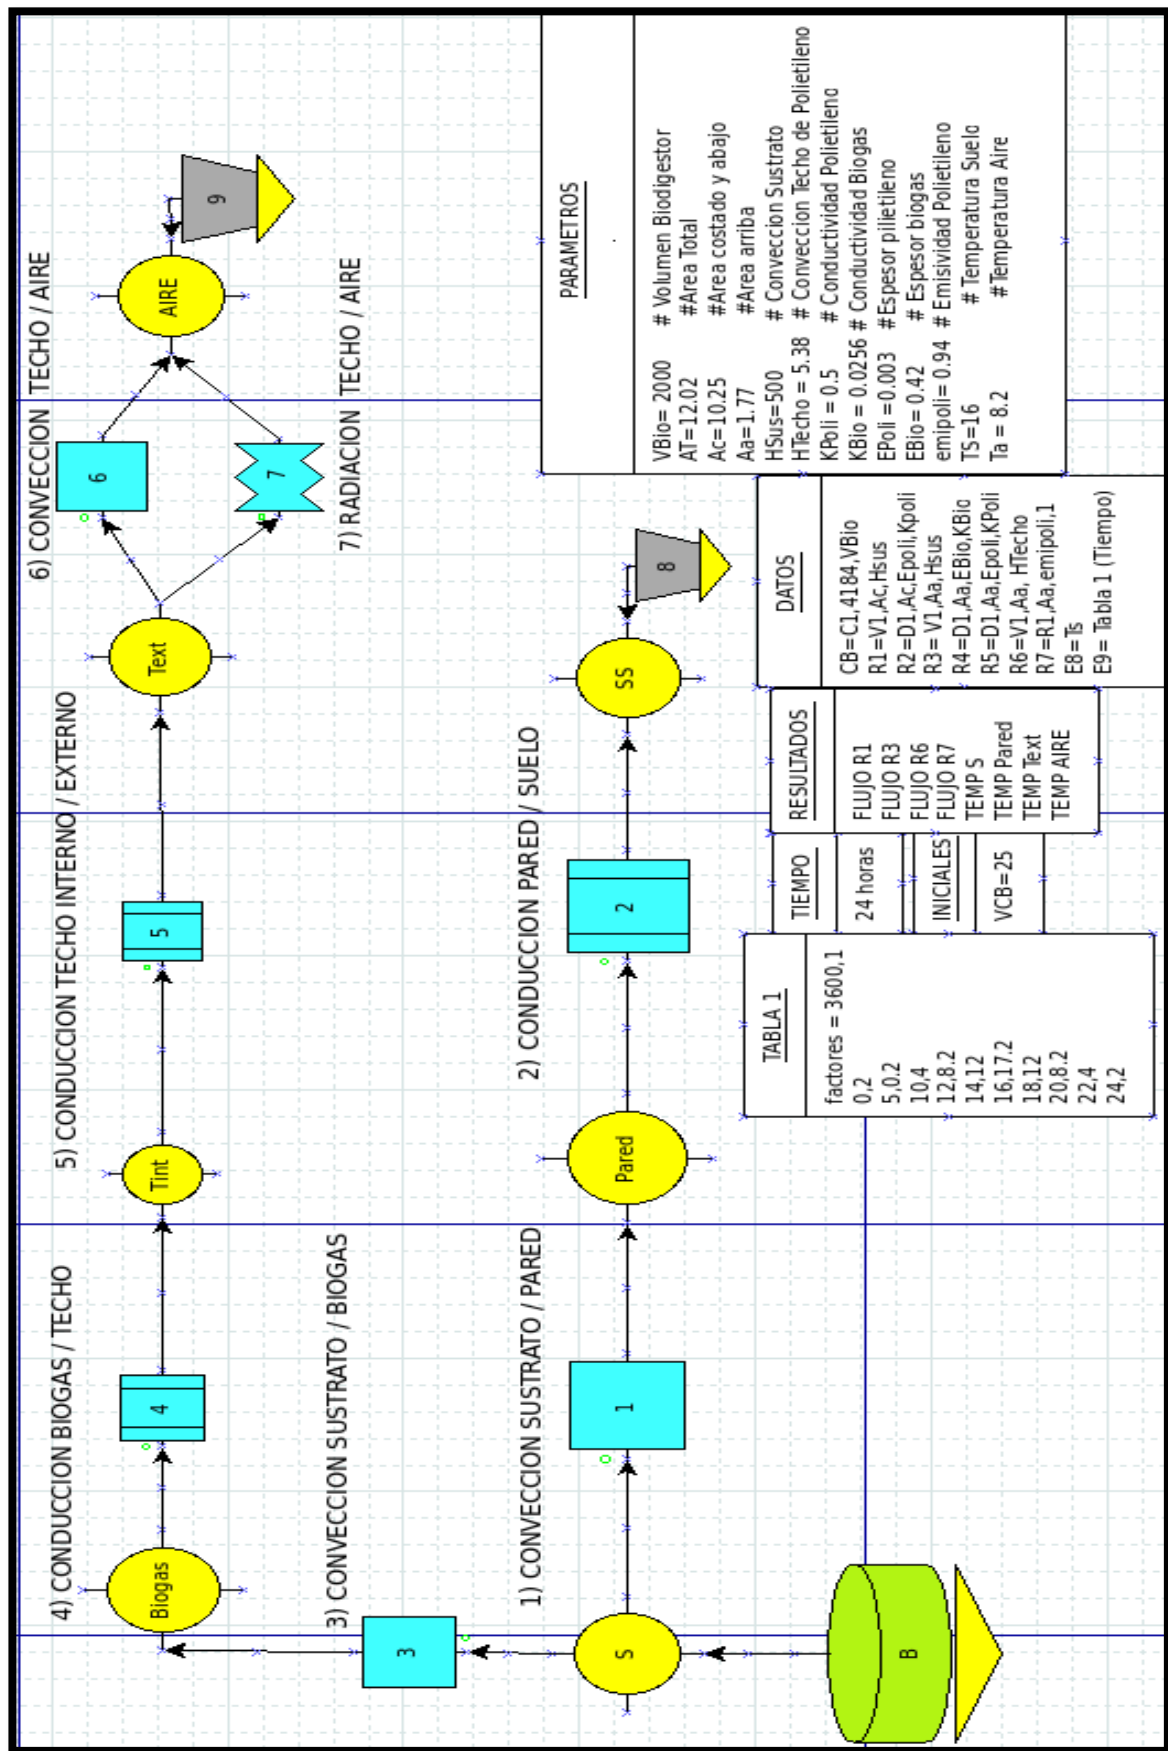 6) CONVECCION TECHO / AIRE
4) CONDUCCION BIOGAS / TECHO
5) CONDUCCION TECHO INTERNO / EXTERNO
Biogas
4
Tint
5
Text
6
AIRE
9
7
7) RADIACION TECHO / AIRE
3) CONVECCION SUSTRATO / BIOGAS
3
1) CONVECCION SUSTRATO / PARED
2) CONDUCCION PARED / SUELO
S
1
Pared
2
SS
8
B
TABLA 1
factores = 3600,1
0,2
5,0.2
10,4
12,8.2
14,12
16,17.2
18,12
20,8.2
22,4
24,2
TIEMPO
24 horas
INICIALES
VCB=25
RESULTADOS
FLUJO R1
FLUJO R3
FLUJO R6
FLUJO R7
TEMP S
TEMP Pared
TEMP Text
TEMP AIRE
DATOS
CB=C1,4184,VBio
R1=V1,Ac,Hsus
R2=D1,Ac,Epoli,Kpoli
R3= V1,Aa,Hsus
R4=D1,Aa,EBio,KBio
R5=D1,Aa,Epoli,KPoli
R6=V1,Aa, HTecho
R7=R1,Aa,emipoli,1
E8=Ts
E9= Tabla 1 (Tiempo)
PARAMETROS
VBio= 2000 # Volumen Biodigestor
AT=12.02 #Area Total
Ac=10.25 #Area costado y abajo
Aa=1.77 #Area arriba
HSus=500 # Conveccion Sustrato
HTecho = 5.38 # Conveccion Techo de Polietileno
KPoli = 0.5 # Conductividad Polietileno
KBio = 0.0256 # Conductividad Biogas
EPoli =0.003 #Espesor pilietileno
EBio = 0.42 # Espesor biogas
emipoli= 0.94 # Emisividad Polietileno
TS=16 # Temperatura Suelo
Ta = 8.2 #Temperatura Aire